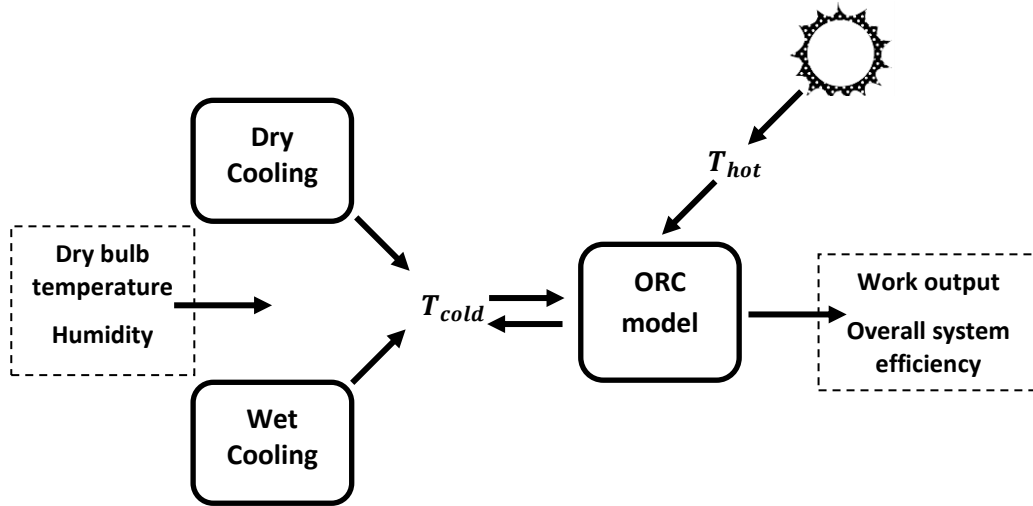 Dry
Cooling
T_hot
Dry bulb
temperature
Humidity
T_cold
ORC
model
Work output
Overall system
efficiency
Wet
Cooling